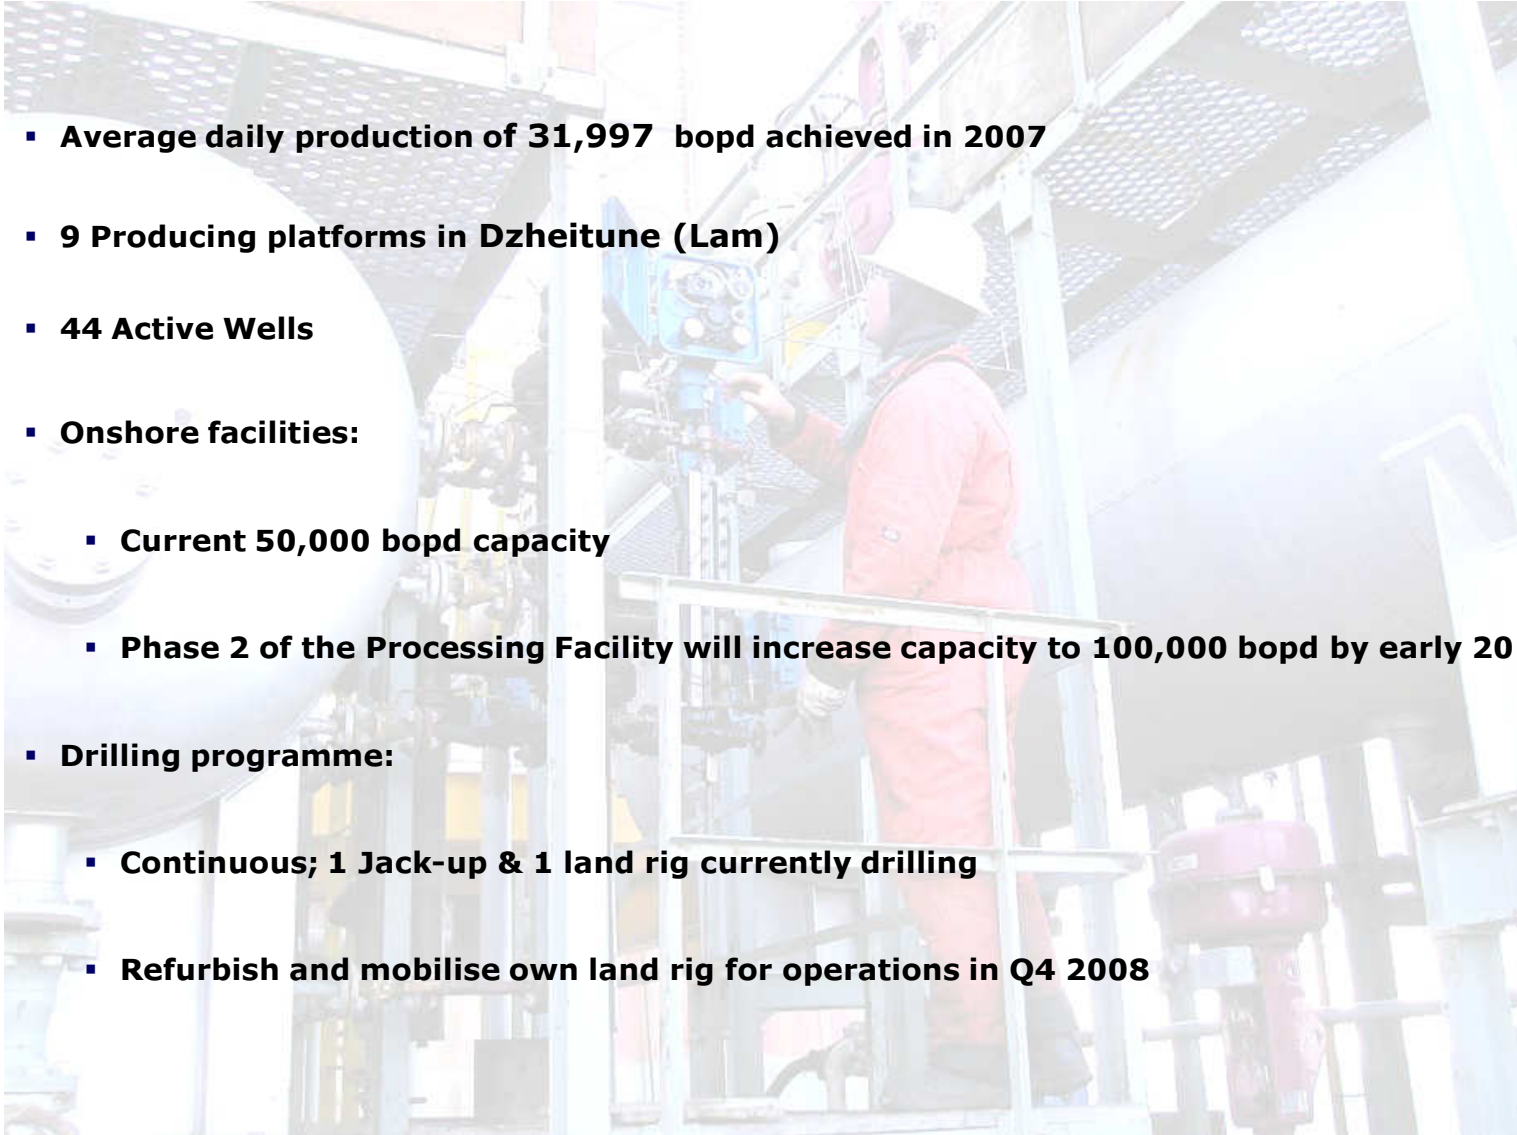 ▪ Average daily production of 31,997 bopd achieved in 2007
▪ 9 Producing platforms in Dzheitune (Lam)
▪ 44 Active Wells
▪ Onshore facilities:
▪ Current 50,000 bopd capacity
▪ Phase 2 of the Processing Facility will increase capacity to 100,000 bopd by early 20
▪ Drilling programme:
▪ Continuous; 1 Jack-up & 1 land rig currently drilling
▪ Refurbish and mobilise own land rig for operations in Q4 2008